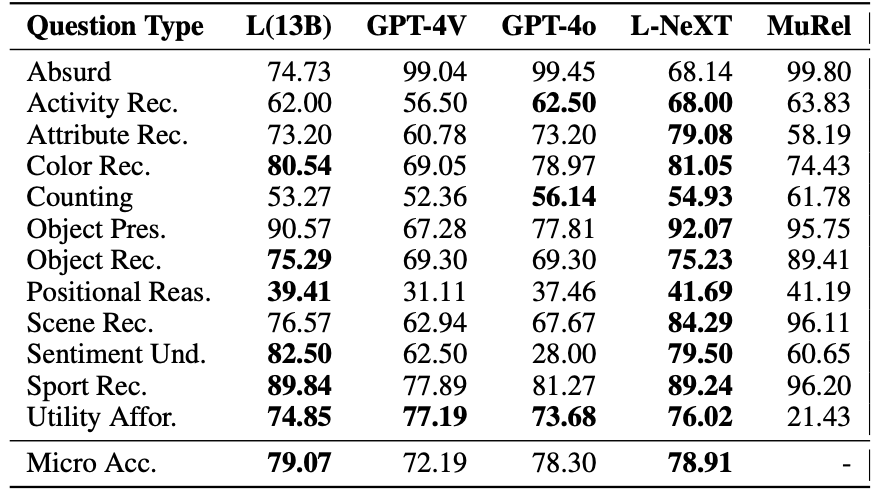 Question Type L(13B) GPT-4V GPT-4o L-NeXT MuRel
Absurd 74.73 99.04 99.45 68.14 99.80
Activity Rec. 62.00 56.50 62.50 68.00 63.83
Attribute Rec. 73.20 60.78 73.20 79.08 58.19
Color Rec. 80.54 69.05 78.97 81.05 74.43
Counting 53.27 52.36 56.14 54.93 61.78
Object Pres. 90.57 67.28 77.81 92.07 95.75
Object Rec. 75.29 69.30 69.30 75.23 89.41
Positional Reas. 39.41 31.11 37.46 41.69 41.19
Scene Rec. 76.57 62.94 67.67 84.29 96.11
Sentiment Und. 82.50 62.50 28.00 79.50 60.65
Sport Rec. 89.84 77.89 81.27 89.24 96.20
Utility Affor. 74.85 77.19 73.68 76.02 21.43
Micro Acc. 79.07 72.19 78.30 78.91 -